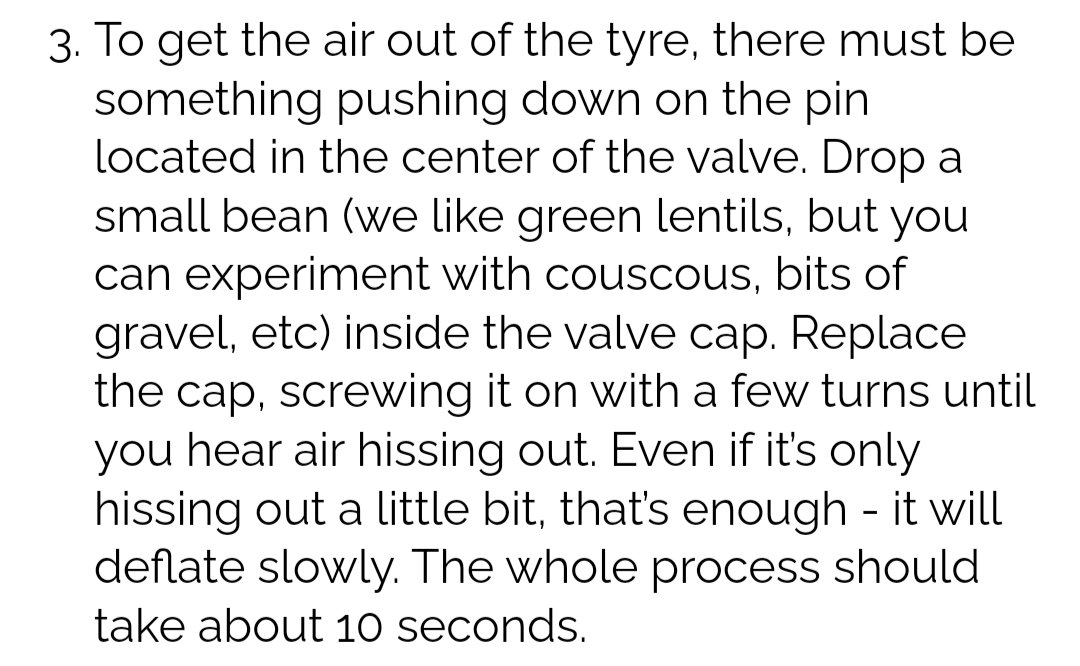 3. To get the air out of the tyre, there must be
something pushing down on the pin
located in the center of the valve. Drop a
small bean (we like green lentils, but you
can experiment with couscous, bits of
gravel, etc) inside the valve cap. Replace
the cap, screwing it on with a few turns until
you hear air hissing out. Even if it's only
hissing out a little bit, that's enough - it will
deflate slowly. The whole process should
take about 10 seconds.